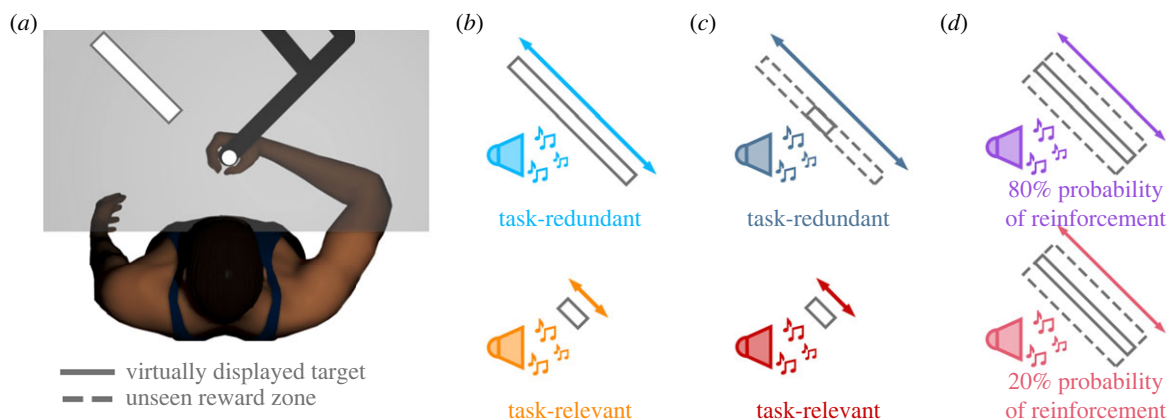 (a)
(b)
(c)
(d)
task-redundant
task-redundant
80% probability
of reinforcement
task-relevant
task-relevant
20% probability
of reinforcement
virtually displayed target
unseen reward zone